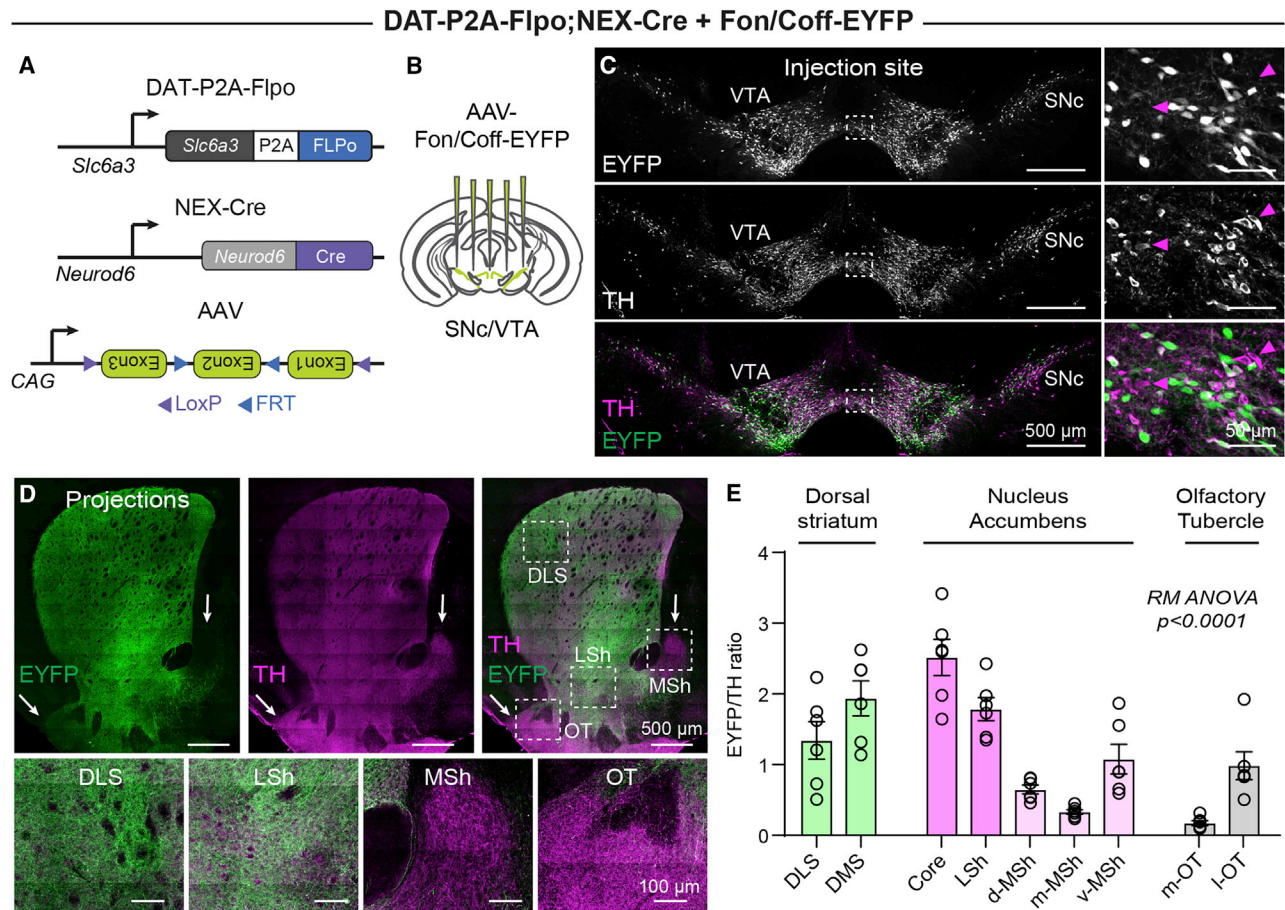 DAT-P2A-Flpo;NEX-Cre + Fon/Coff-EYFP
A
DAT-P2A-Flpo
Slc6a3
P2A
FLPo
Slc6a3
NEX-Cre
Neurod6
Cre
Neurod6
AAV
Exon3
Exon2
Exon1
CAG
LoxP
FRT
B
AAV-
Fon/Coff-EYFP
SNc/VTA
C
Injection site
VTA
SNc
EYFP
VTA
SNc
TH
VTA
SNc
TH
EYFP
500 µm
50 µm
D
Projections
EYFP
TH
DLS
TH
EYFP
LSh
MSh
OT
500 µm
DLS
LSh
MSh
OT
100 µm
E
Dorsal
striatum
Nucleus
Accumbens
Olfactory
Tubercle
RM ANOVA
p<0.0001
EYFP/TH ratio
4
3
2
1
0
DLS
DMS
Core
LSh
d-MSh
m-MSh
v-MSh
m-OT
l-OT